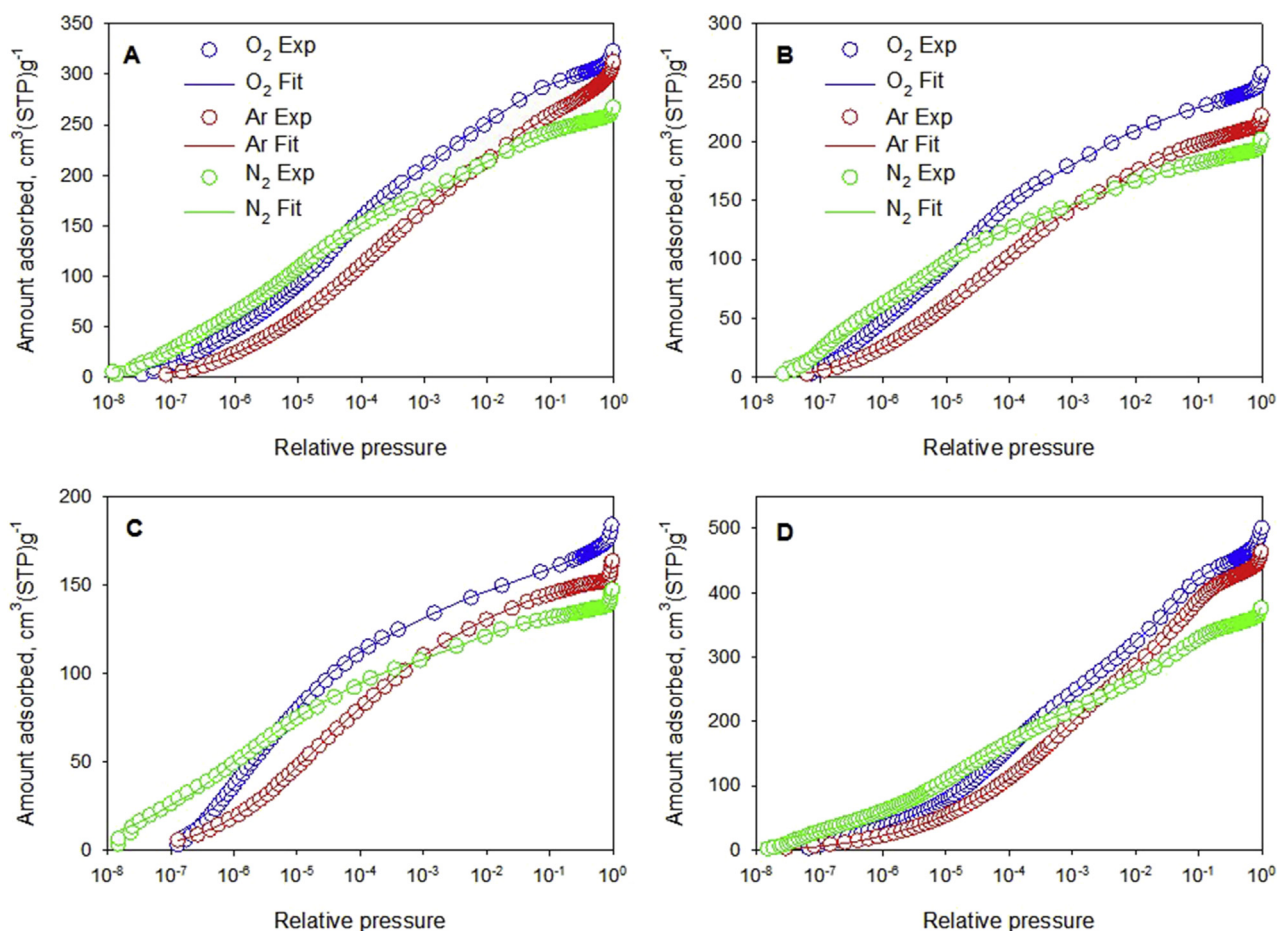 A
O₂ Exp
O₂ Fit
Ar Exp
Ar Fit
N₂ Exp
N₂ Fit
350
300
250
200
150
100
50
0
Amount adsorbed, cm³(STP)g⁻¹
10⁻⁸ 10⁻⁷ 10⁻⁶ 10⁻⁵ 10⁻⁴ 10⁻³ 10⁻² 10⁻¹ 10⁰
Relative pressure
B
O₂ Exp
O₂ Fit
Ar Exp
Ar Fit
N₂ Exp
N₂ Fit
300
250
200
150
100
50
0
Amount adsorbed, cm³(STP)g⁻¹
10⁻⁸ 10⁻⁷ 10⁻⁶ 10⁻⁵ 10⁻⁴ 10⁻³ 10⁻² 10⁻¹ 10⁰
Relative pressure
C
200
150
100
50
0
Amount adsorbed, cm³(STP)g⁻¹
10⁻⁸ 10⁻⁷ 10⁻⁶ 10⁻⁵ 10⁻⁴ 10⁻³ 10⁻² 10⁻¹ 10⁰
Relative pressure
D
500
400
300
200
100
0
Amount adsorbed, cm³(STP)g⁻¹
10⁻⁸ 10⁻⁷ 10⁻⁶ 10⁻⁵ 10⁻⁴ 10⁻³ 10⁻² 10⁻¹ 10⁰
Relative pressure